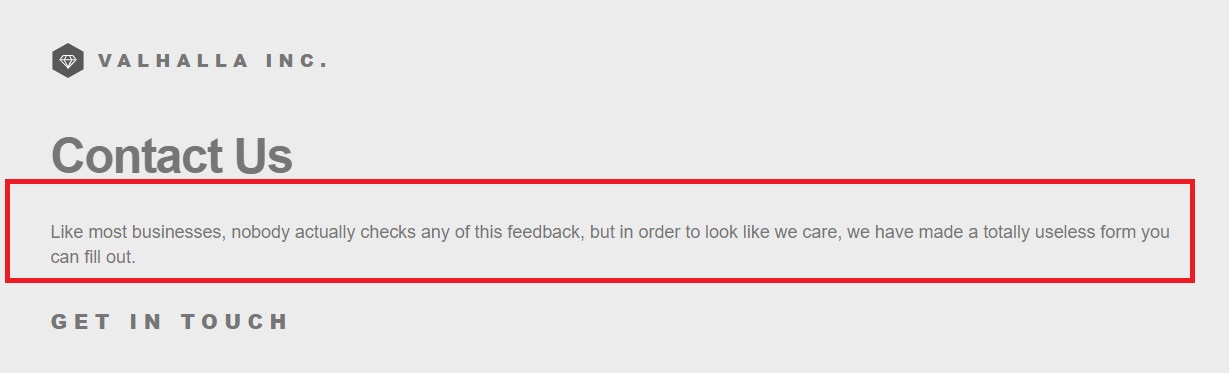 VALHALLA INC.
Contact Us
Like most businesses, nobody actually checks any of this feedback, but in order to look like we care, we have made a totally useless form you
can fill out.
GET IN TOUCH